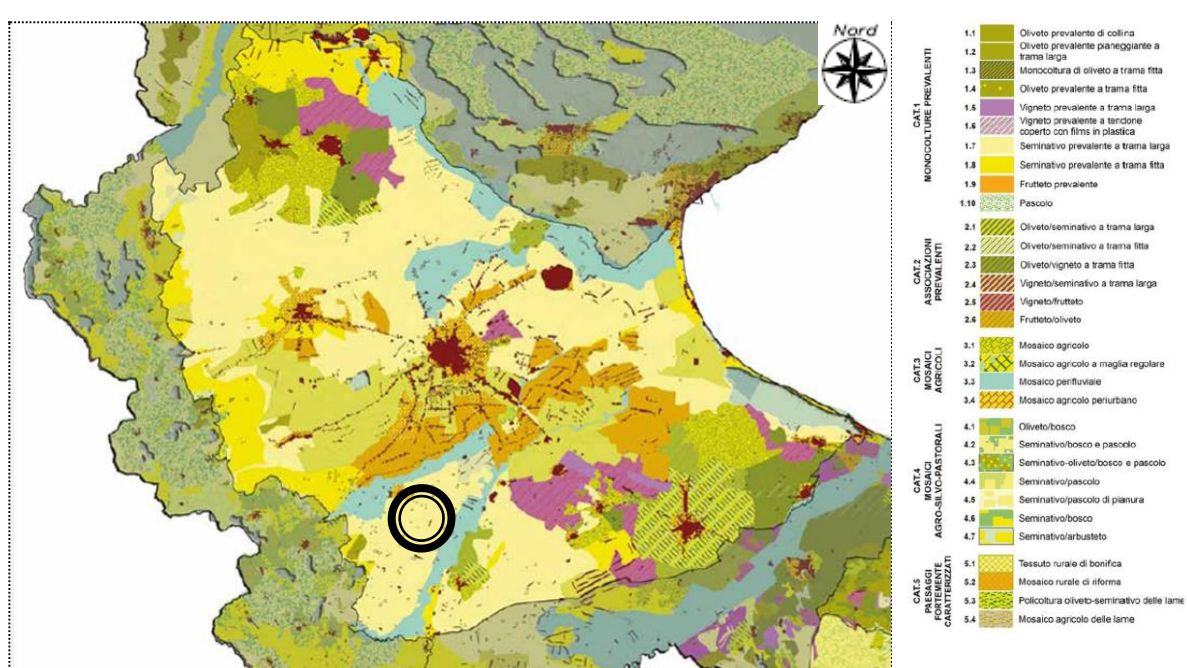 Nord
CAT.1
MONOCOLTURE PREVALENTI
1.1 Oliveto prevalente di collina
1.2 Oliveto prevalente pianeggiante a
trama larga
1.3 Monocoltura di oliveto a trama fitta
1.4 Oliveto prevalente a trama fitta
1.5 Vigneto prevalente a trama larga
1.6 Vigneto prevalente a tendone
coperto con films in plastica
1.7 Seminativo prevalente a trama larga
1.8 Seminativo prevalente a trama fitta
1.9 Frutteto prevalente
1.10 Pascolo
CAT.2
ASSOCIAZIONI
PREVALENTI
2.1 Oliveto/seminativo a trama larga
2.2 Oliveto/seminativo a trama fitta
2.3 Oliveto/vigneto a trama fitta
2.4 Vigneto/seminativo a trama larga
2.5 Vigneto/frutteto
2.6 Frutteto/oliveto
CAT.3
MOSAICI
AGRICOLI
3.1 Mosaico agricolo
3.2 Mosaico agricolo a maglia regolare
3.3 Mosaico perifluviale
3.4 Mosaico agricolo periurbano
CAT.4
MOSAICI
AGRO-SILVO-PASTORALI
4.1 Oliveto/bosco
4.2 Seminativo/bosco e pascolo
4.3 Seminativo-oliveto/bosco e pascolo
4.4 Seminativo/pascolo
4.5 Seminativo/pascolo di pianura
4.6 Seminativo/bosco
4.7 Seminativo/arbusteto
CAT.5
PAESAGGI
FORTEMENTE
CARATTERIZZATI
5.1 Tessuto rurale di bonifica
5.2 Mosaico rurale di riforma
5.3 Policoltura oliveto-seminativo delle lame
5.4 Mosaico agricolo delle lame